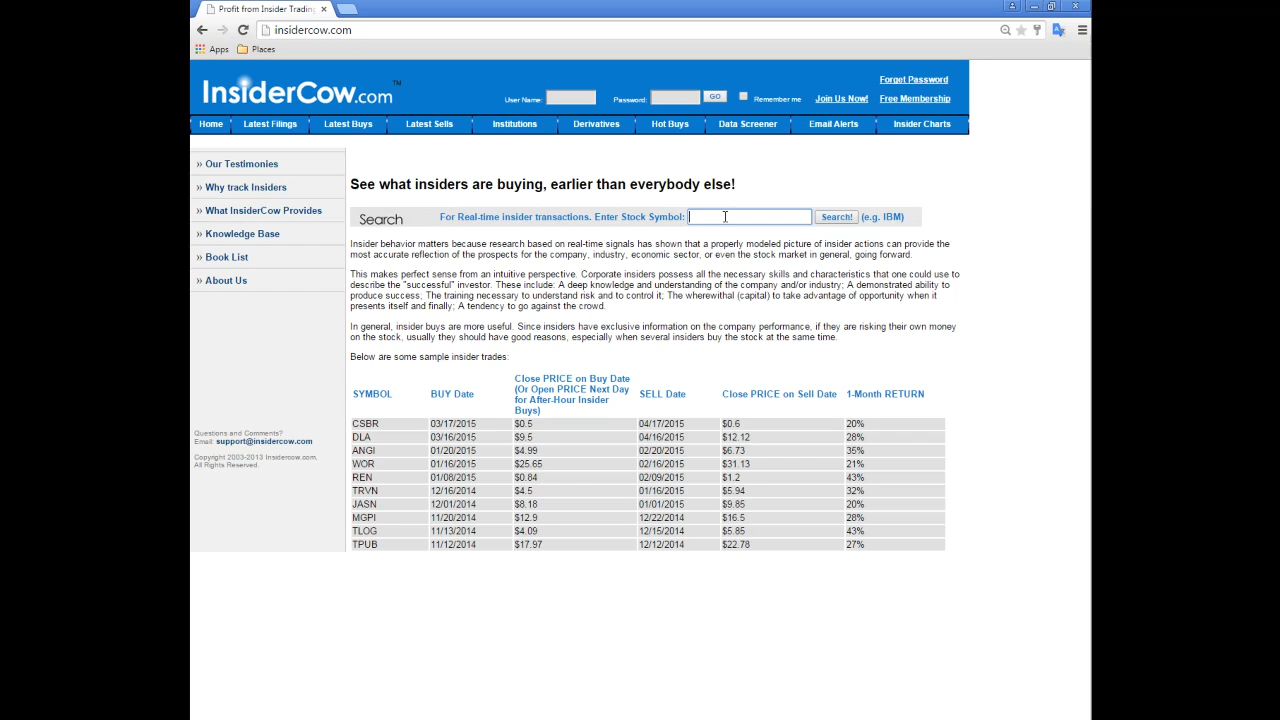 Profit from Insider Trading
insidercow.com
Apps Places
InsiderCow.com™
Forget Password
User Name: Password: GO Remember me Join Us Now! Free Membership
Home Latest Filings Latest Buys Latest Sells Institutions Derivatives Hot Buys Data Screener Email Alerts Insider Charts
» Our Testimonies
» Why track Insiders
» What InsiderCow Provides
» Knowledge Base
» Book List
» About Us
Questions and Comments?
Email: support@insidercow.com
Copyright 2003-2013 Insidercow.com.
All Rights Reserved.
See what insiders are buying, earlier than everybody else!
Search For Real-time insider transactions. Enter Stock Symbol: Search! (e.g. IBM)
Insider behavior matters because research based on real-time signals has shown that a properly modeled picture of insider actions can provide the
most accurate reflection of the prospects for the company, industry, economic sector, or even the stock market in general, going forward.
This makes perfect sense from an intuitive perspective. Corporate insiders possess all the necessary skills and characteristics that one could use to
describe the "successful" investor. These include: A deep knowledge and understanding of the company and/or industry; A demonstrated ability to
produce success; The training necessary to understand risk and to control it; The wherewithal (capital) to take advantage of opportunity when it
presents itself and finally; A tendency to go against the crowd.
In general, insider buys are more useful. Since insiders have exclusive information on the company performance, if they are risking their own money
on the stock, usually they should have good reasons, especially when several insiders buy the stock at the same time.
Below are some sample insider trades:
SYMBOL BUY Date Close PRICE on Buy Date (Or Open PRICE Next Day for After-Hour Insider Buys) SELL Date Close PRICE on Sell Date 1-Month RETURN
CSBR 03/17/2015 $0.5 04/17/2015 $0.6 20%
DLA 03/16/2015 $9.5 04/16/2015 $12.12 28%
ANGI 01/20/2015 $4.99 02/20/2015 $6.73 35%
WOR 01/16/2015 $25.65 02/16/2015 $31.13 21%
REN 01/08/2015 $0.84 02/09/2015 $1.2 43%
TRVN 12/16/2014 $4.5 01/16/2015 $5.94 32%
JASN 12/01/2014 $8.18 01/01/2015 $9.85 20%
MGPI 11/20/2014 $12.9 12/22/2014 $16.5 28%
TLOG 11/13/2014 $4.09 12/15/2014 $5.85 43%
TPUB 11/12/2014 $17.97 12/12/2014 $22.78 27%